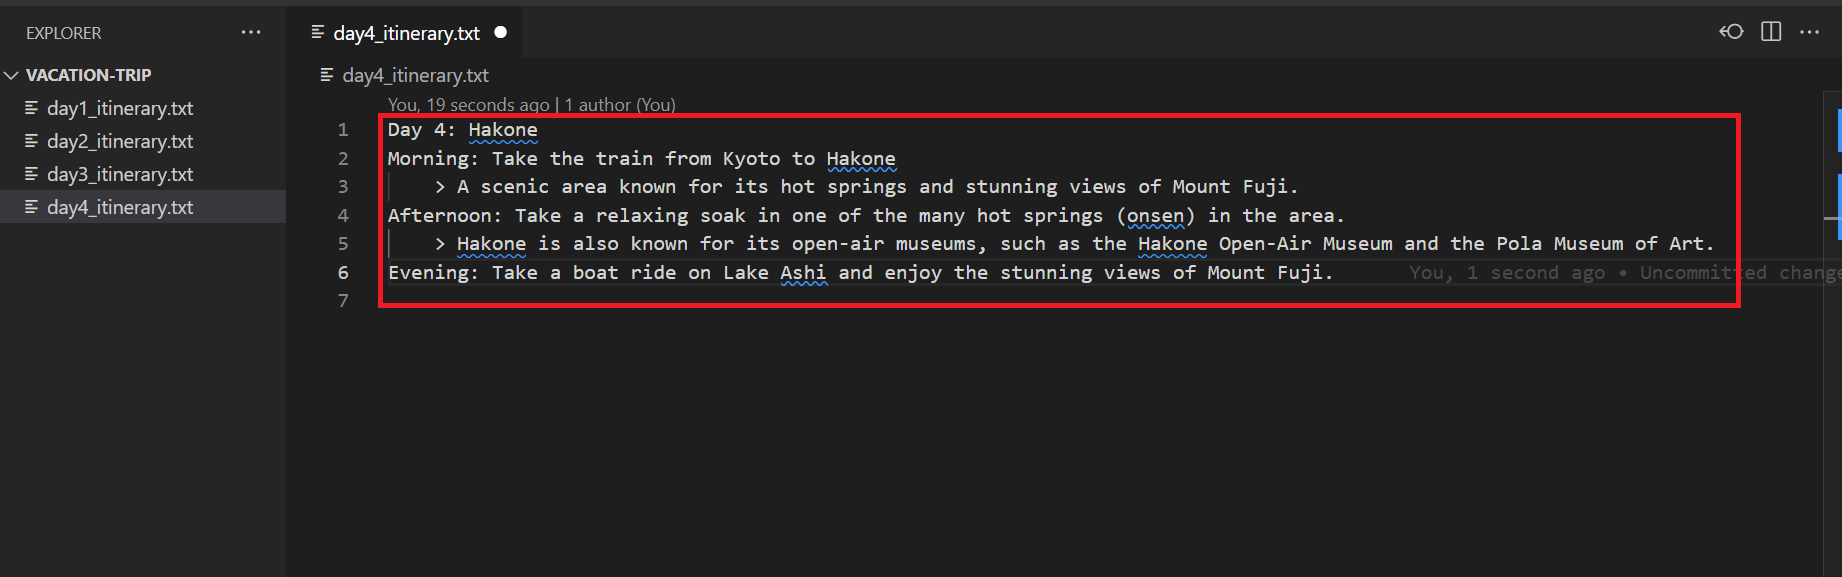 EXPLORER
VACATION-TRIP
day1_itinerary.txt
day2_itinerary.txt
day3_itinerary.txt
day4_itinerary.txt
day4_itinerary.txt
day4_itinerary.txt
You, 19 seconds ago | 1 author (You)
1 Day 4: Hakone
2 Morning: Take the train from Kyoto to Hakone
3 > A scenic area known for its hot springs and stunning views of Mount Fuji.
4 Afternoon: Take a relaxing soak in one of the many hot springs (onsen) in the area.
5 > Hakone is also known for its open-air museums, such as the Hakone Open-Air Museum and the Pola Museum of Art.
6 Evening: Take a boat ride on Lake Ashi and enjoy the stunning views of Mount Fuji. You, 1 second ago • Uncommitted change
7